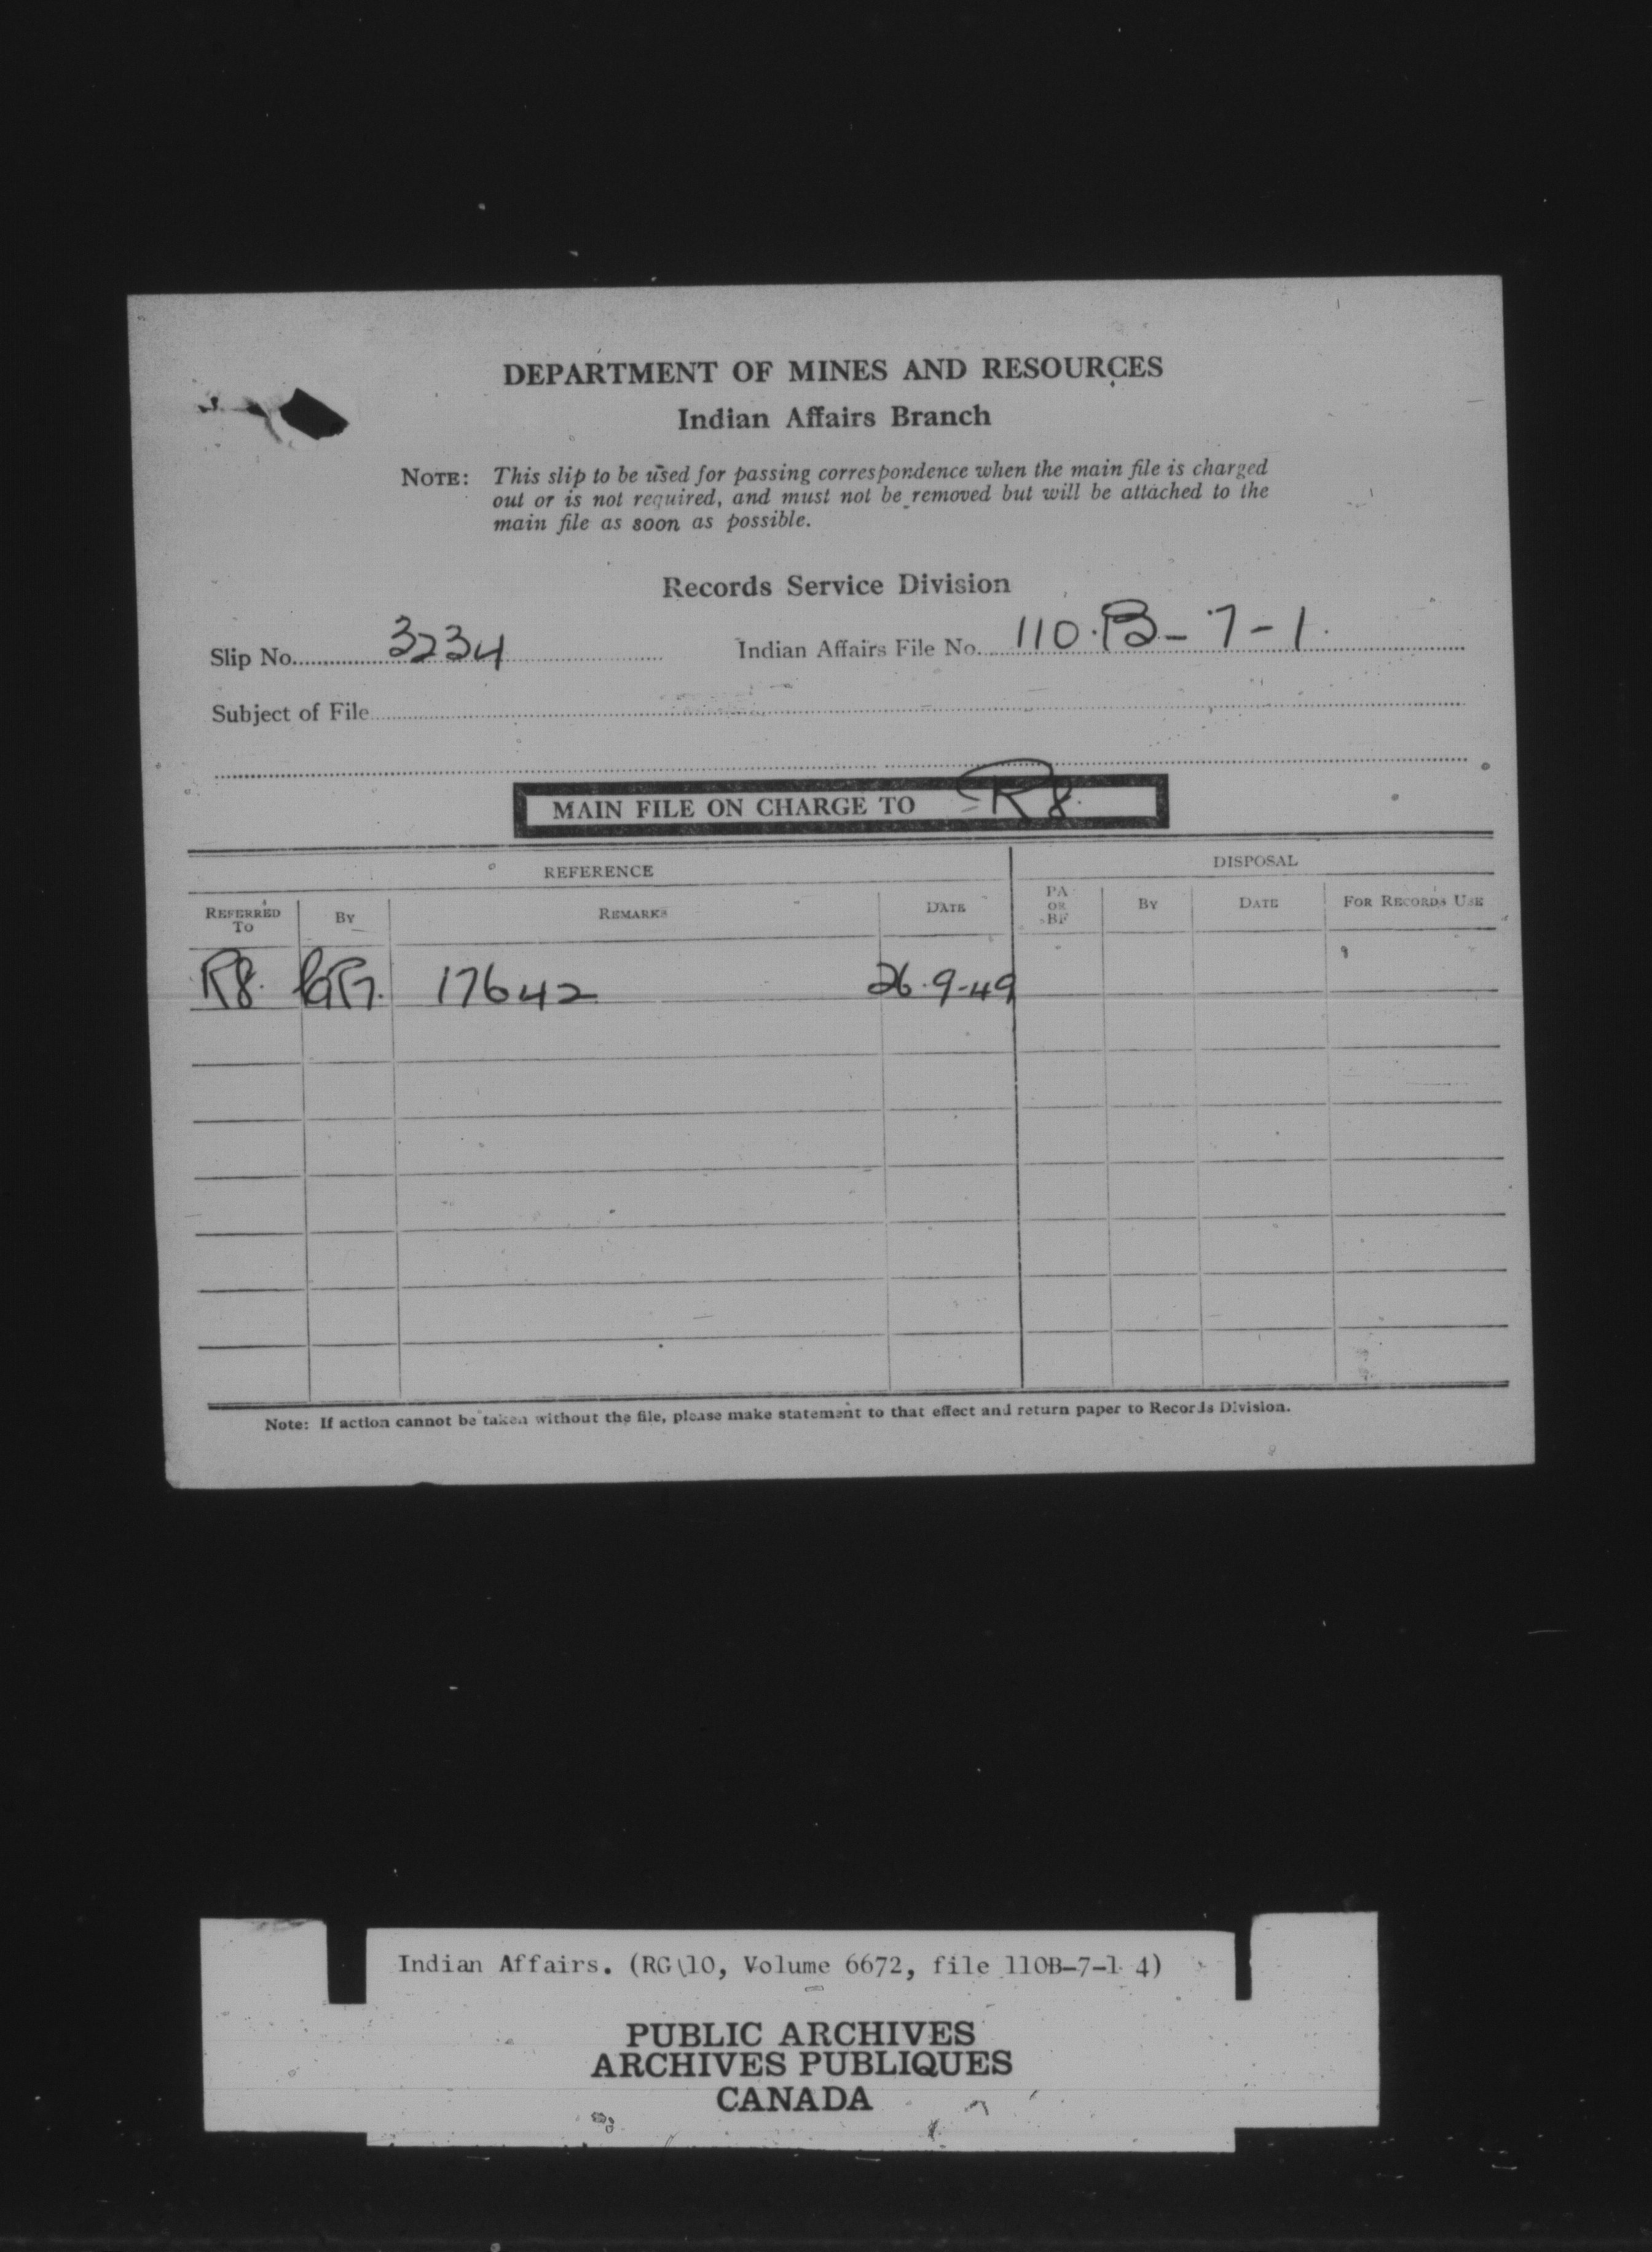 DEPARTMENT OF MINES AND RESOURCES
Indian Affairs Branch
NOTE: This slip to be used for passing correspondence when the main file is charged
out or is not required, and must not be removed but will be attached to the
main file as soon as possible.
Records Service Division
Slip No. 3234 Indian Affairs File No. 110.B-7-1.
Subject of File
MAIN FILE ON CHARGE TO R8.
REFERENCE DISPOSAL
REFERRED TO BY REMARKS DATE PA OR BF BY DATE FOR RECORDS USE
R8. 17642 26.9-49
Note: If action cannot be taken without the file, please make statement to that effect and return paper to Records Division.
Indian Affairs. (RG\10, Volume 6672, file 110B-7-1 4)
PUBLIC ARCHIVES
ARCHIVES PUBLIQUES
CANADA